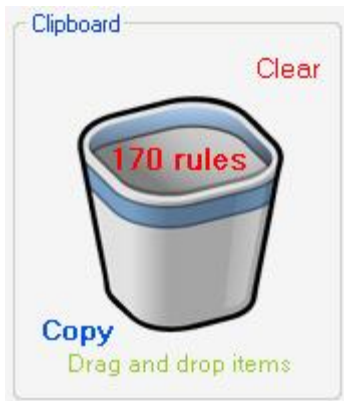 Clipboard
Clear
170 rules
Copy
Drag and drop items